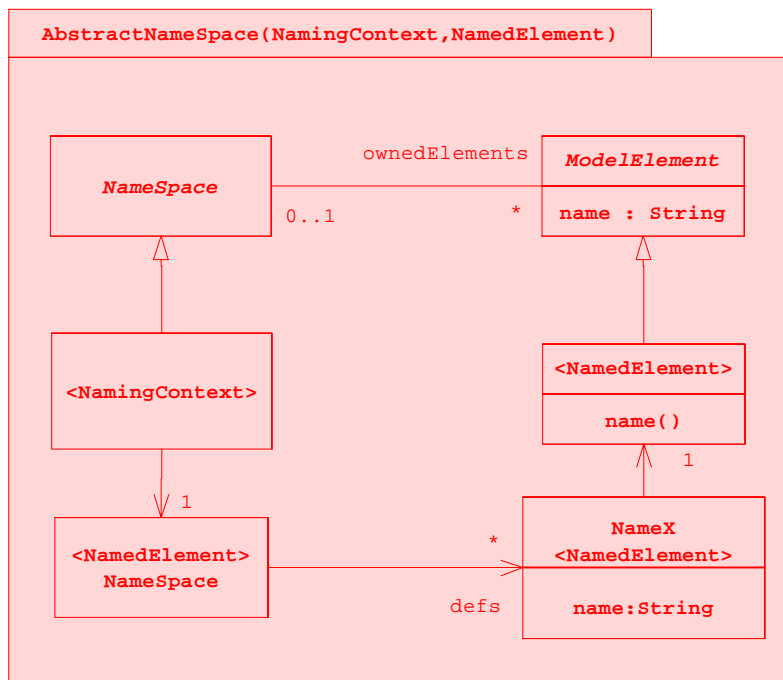 AbstractNameSpace(NamingContext,NamedElement)
NameSpace
ownedElements
0..1
*
ModelElement
name : String
<NamingContext>
<NamedElement>
name()
1
1
<NamedElement>
NameSpace
*
defs
NameX
<NamedElement>
name:String